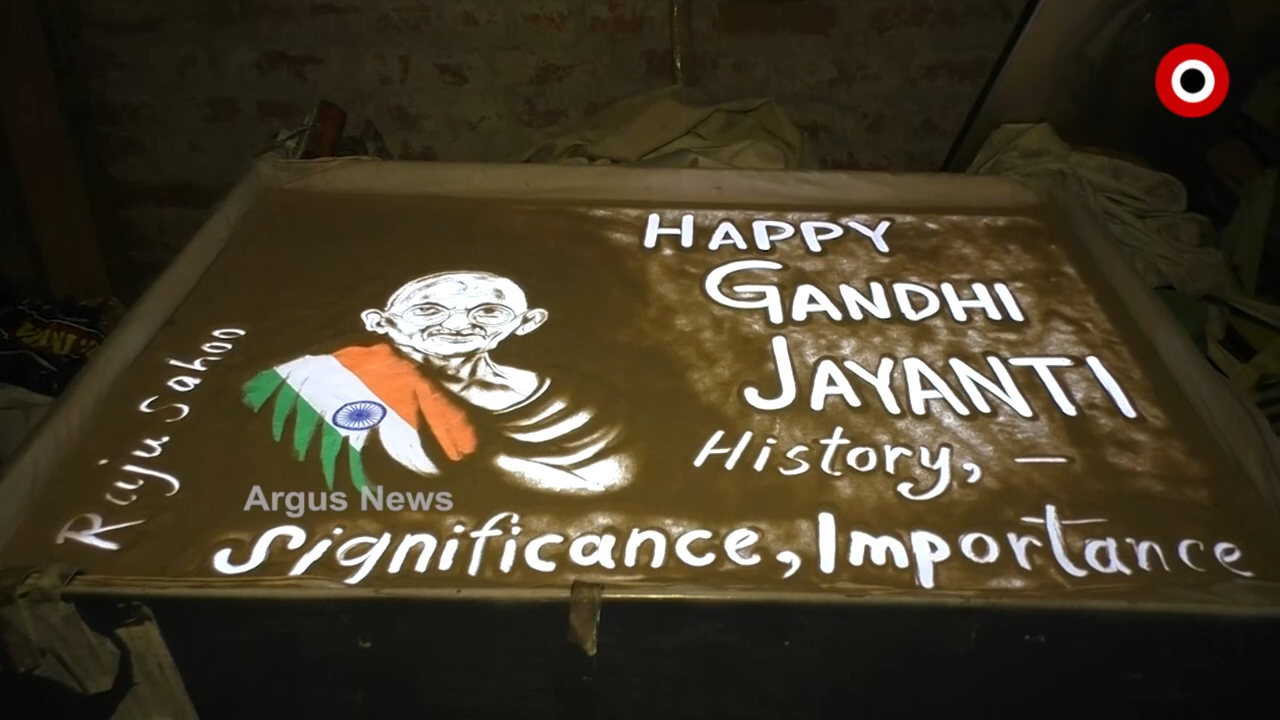 HAPPY
GANDHI
JAYANTI
History, —
Significance, Importance
Raju Sahoo
Argus News